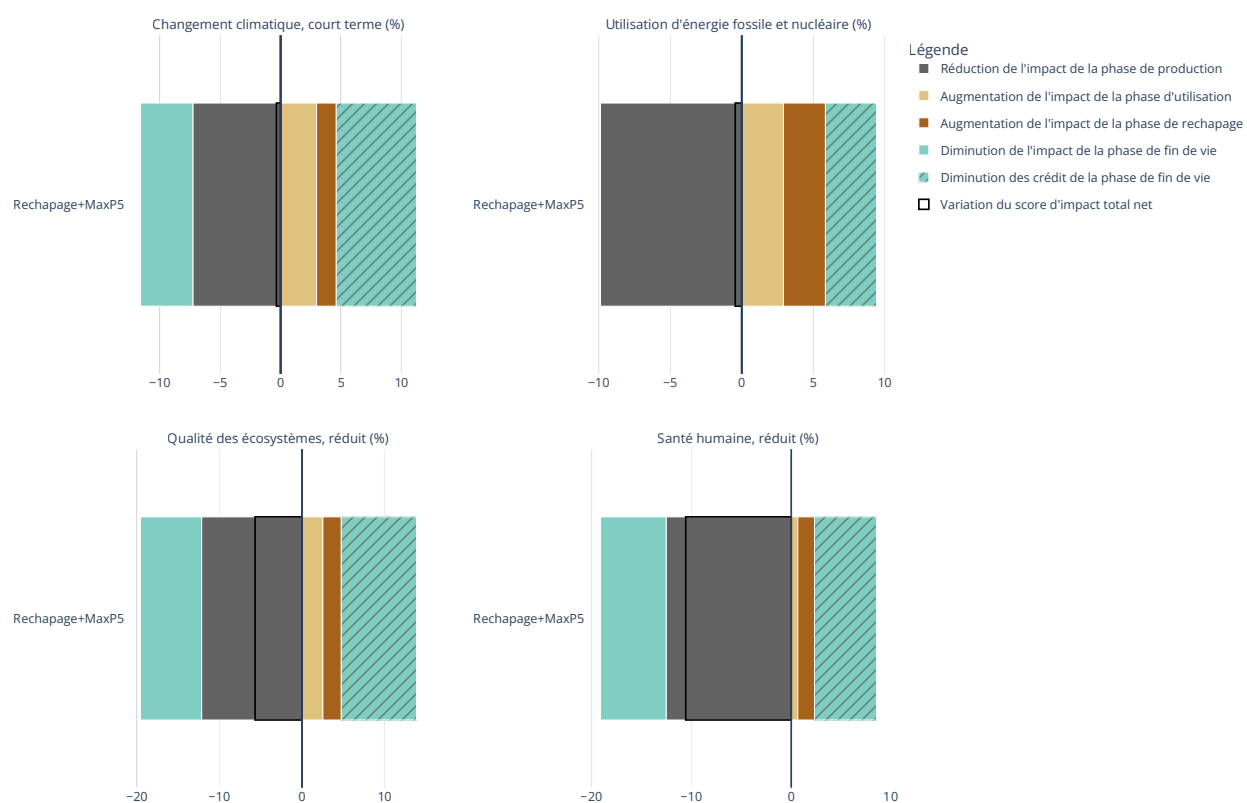 Changement climatique, court terme (%)
Utilisation d'énergie fossile et nucléaire (%)
Légende
Réduction de l'impact de la phase de production
Augmentation de l'impact de la phase d'utilisation
Augmentation de l'impact de la phase de rechapage
Diminution de l'impact de la phase de fin de vie
Diminution des crédit de la phase de fin de vie
Variation du score d'impact total net
Rechapage+MaxP5
Rechapage+MaxP5
−10 −5 0 5 10
−10 −5 0 5 10
Qualité des écosystèmes, réduit (%)
Santé humaine, réduit (%)
Rechapage+MaxP5
Rechapage+MaxP5
−20 −10 0 10
−20 −10 0 10